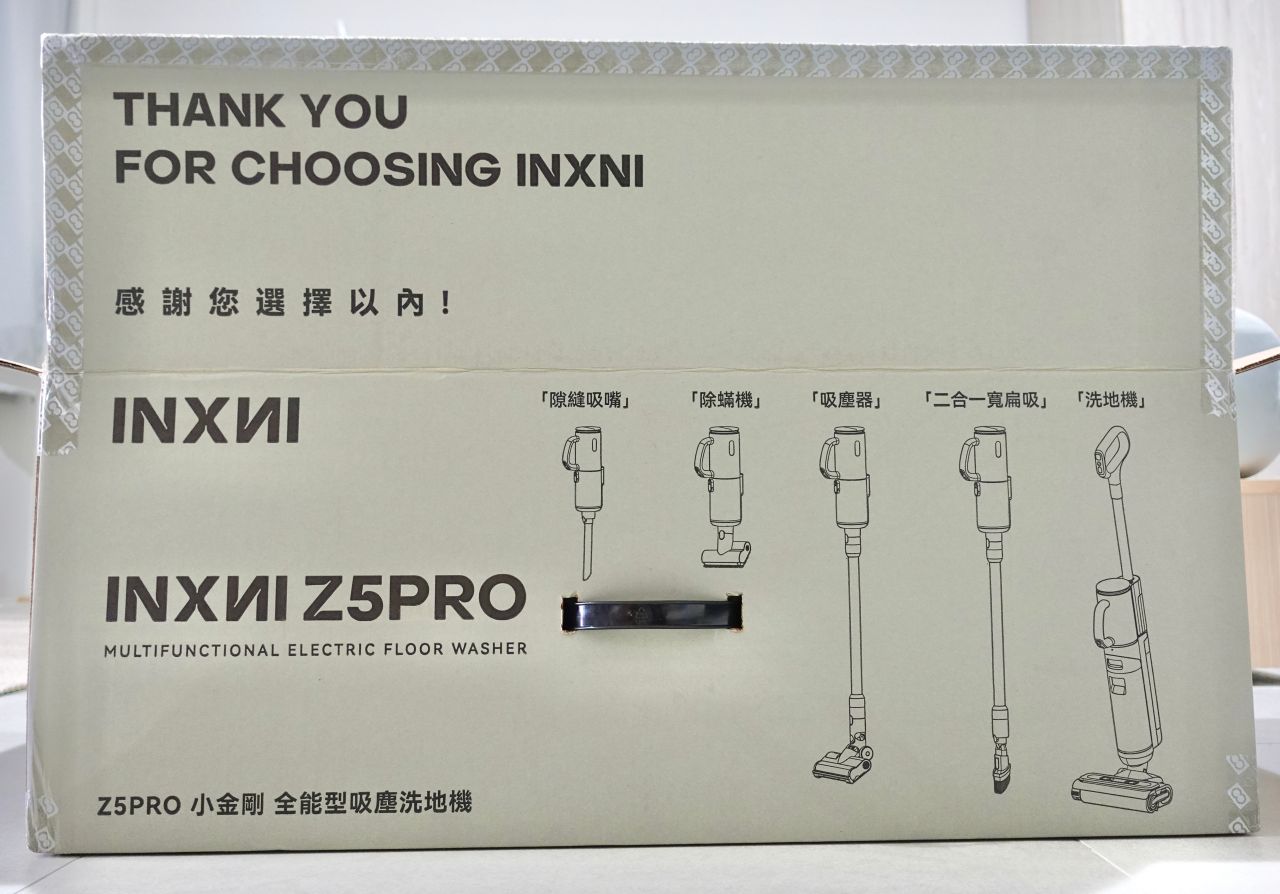 THANK YOU
FOR CHOOSING INXNI
感謝您選擇以內!
INXNI
「隙縫吸嘴」 「除蟎機」 「吸塵器」 「二合一寬扁吸」 「洗地機」
INXNI Z5PRO
MULTIFUNCTIONAL ELECTRIC FLOOR WASHER
Z5PRO 小金剛 全能型吸塵洗地機